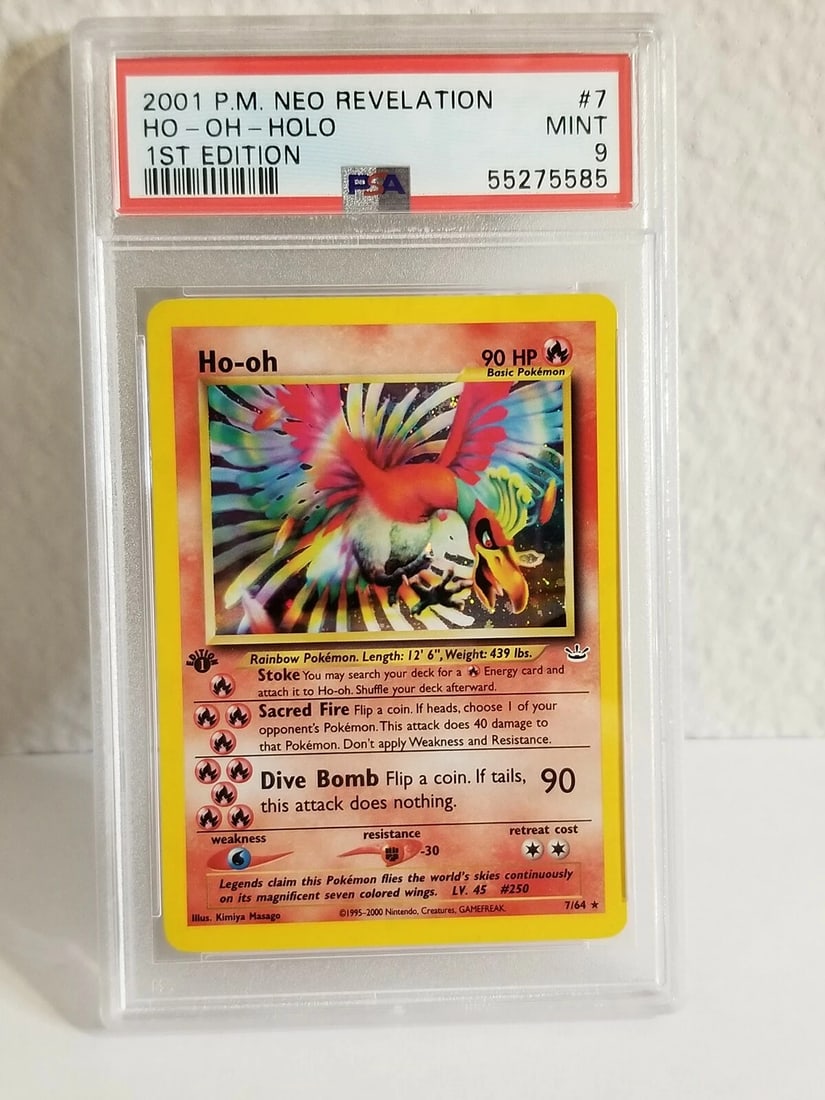 2001 P.M. NEO REVELATION #7
HO-OH-HOLO MINT
1ST EDITION 9
PSA 55275585
Ho-oh 90 HP
Basic Pokémon
EDITION
1
Rainbow Pokémon. Length: 12' 6", Weight: 439 lbs.
Stoke You may search your deck for a Energy card and
attach it to Ho-oh. Shuffle your deck afterward.
Sacred Fire Flip a coin. If heads, choose 1 of your
opponent's Pokémon. This attack does 40 damage to
that Pokémon. Don't apply Weakness and Resistance.
Dive Bomb Flip a coin. If tails, 90
this attack does nothing.
weakness resistance retreat cost
-30
Legends claim this Pokémon flies the world's skies continuously
on its magnificent seven colored wings. LV. 45 #250
Illus. Kimiya Masago ©1995-2000 Nintendo, Creatures, GAMEFREAK. 7/64 ★